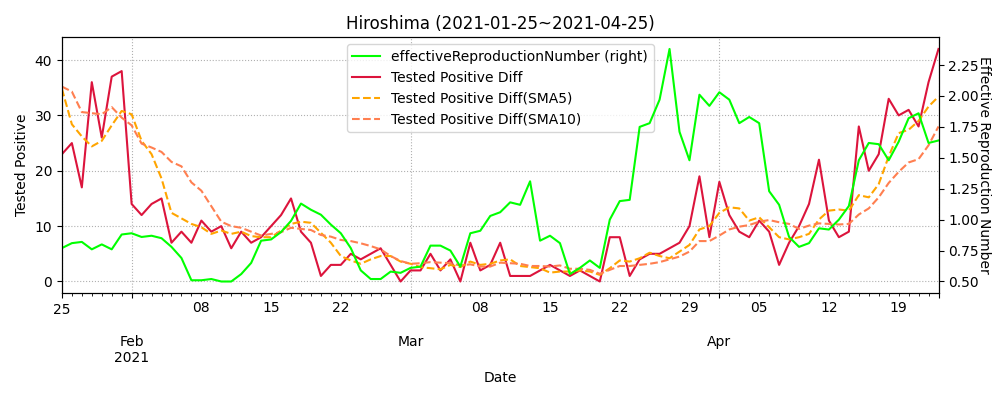 Hiroshima (2021-01-25~2021-04-25)
effectiveReproductionNumber (right)
Tested Positive Diff
Tested Positive Diff(SMA5)
Tested Positive Diff(SMA10)
Tested Positive
40
30
20
10
0
Effective Reproduction Number
2.25
2.00
1.75
1.50
1.25
1.00
0.75
0.50
25 08 15 22 08 15 22 29 05 12 19
Feb Mar Apr
2021
Date